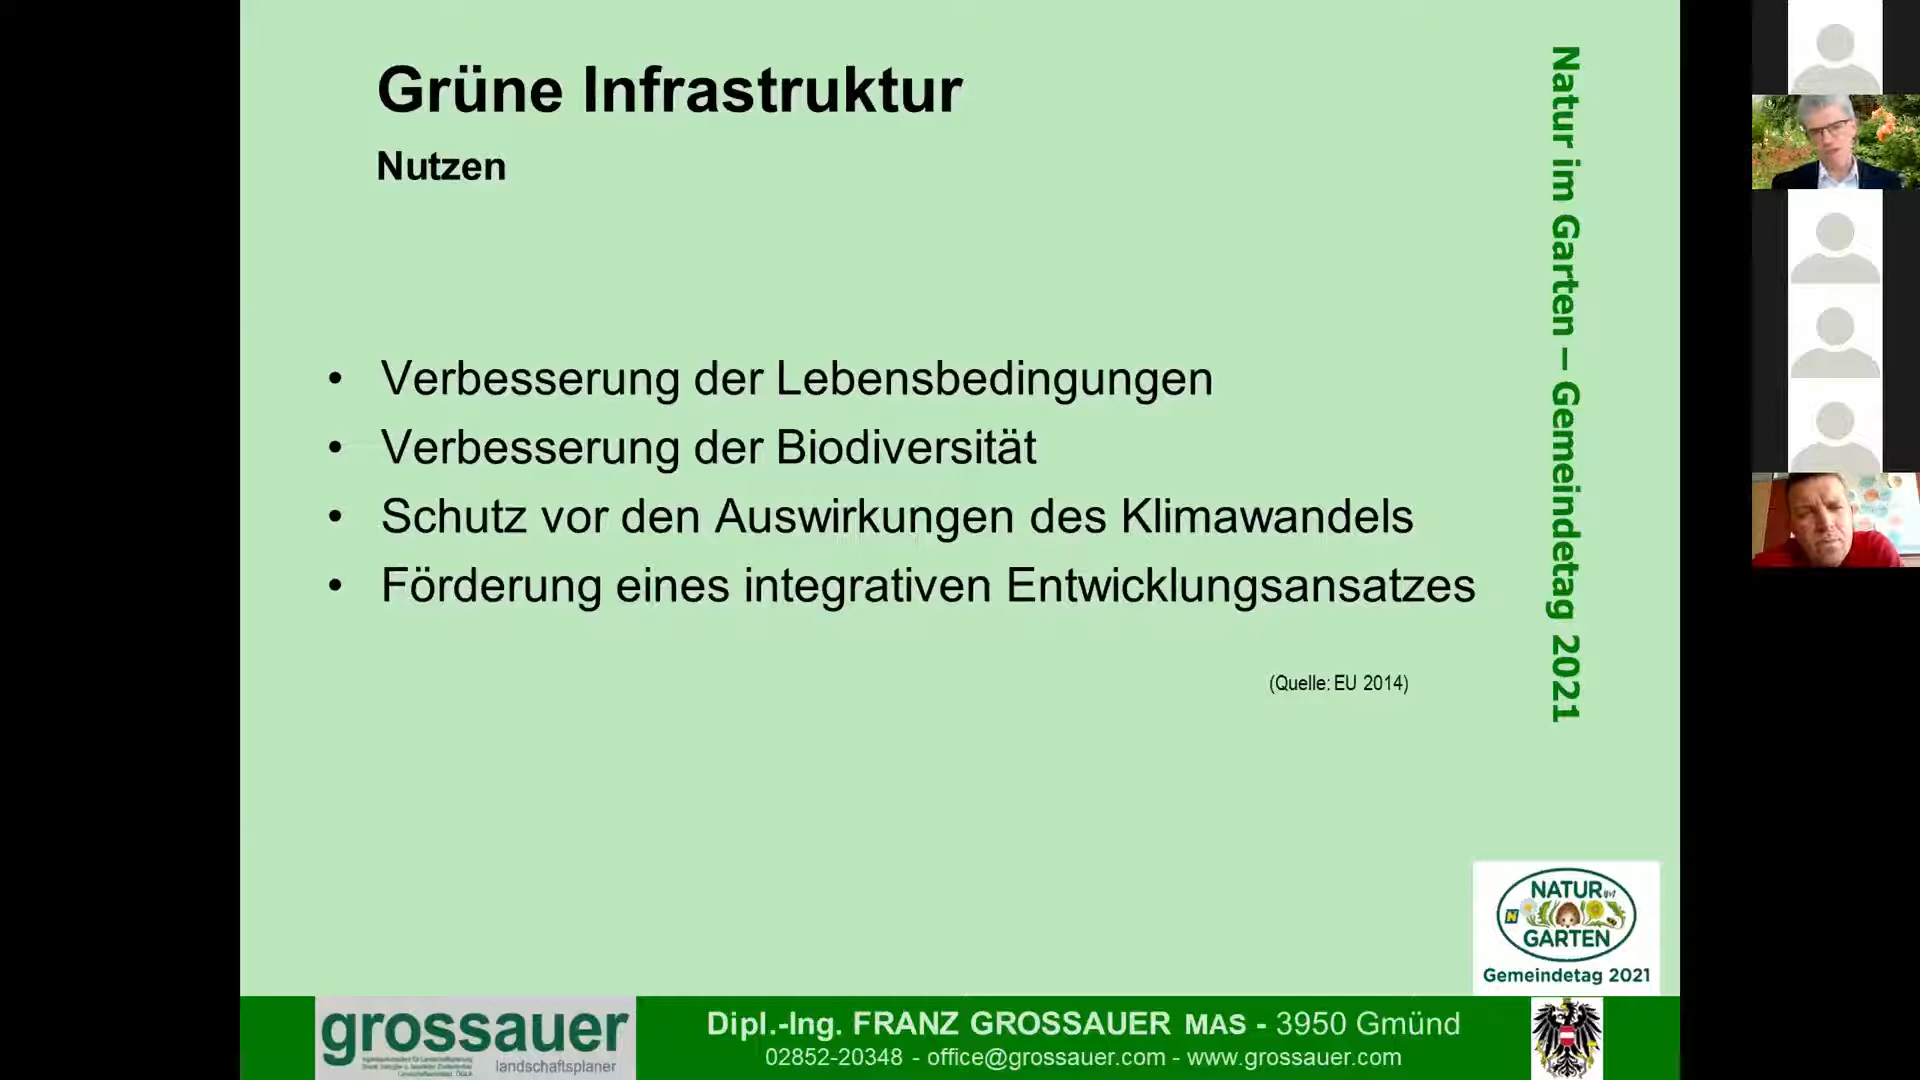 Grüne Infrastruktur
Nutzen
• Verbesserung der Lebensbedingungen
• Verbesserung der Biodiversität
• Schutz vor den Auswirkungen des Klimawandels
• Förderung eines integrativen Entwicklungsansatzes
(Quelle: EU 2014)
Natur im Garten – Gemeindetag 2021
NATUR im
N
GARTEN
Gemeindetag 2021
grossauer
landschaftsplaner
Dipl.-Ing. FRANZ GROSSAUER MAS - 3950 Gmünd
02852-20348 - office@grossauer.com - www.grossauer.com